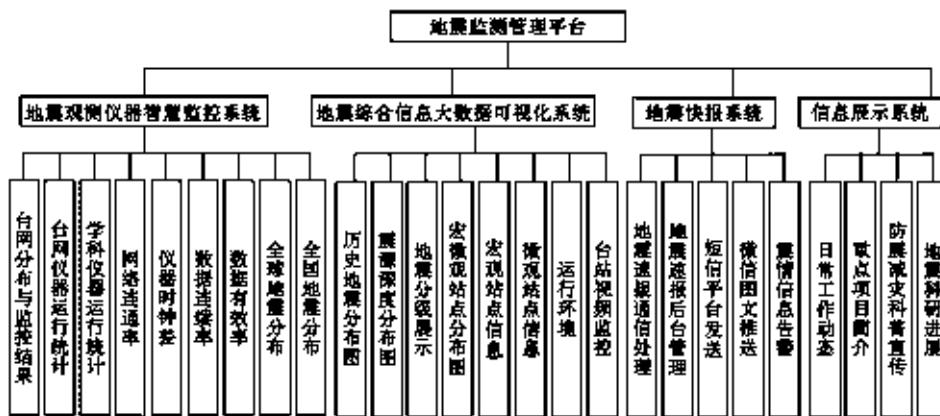 地震监测管理平台
地震观测仪器智慧监控系统
地震综合信息大数据可视化系统
地震快报系统
信息展示系统
台网分布与监控结果
台网仪器运行统计
学科仪器运行统计
网络连通率
仪器时钟差
数据连续率
数据有效率
全球地震分布
全国地震分布
历史地震分布图
震源深度分布图
地震分级展示
宏微观站点分布图
宏观站点信息
微观站点信息
运行环境
台站视频监控
地震速报通信处理
地震速报后台管理
短信平台发送
微信图文推送
震情信息告警
日常工作动态
重点项目简介
防震减灾科普宣传
地震科研进展